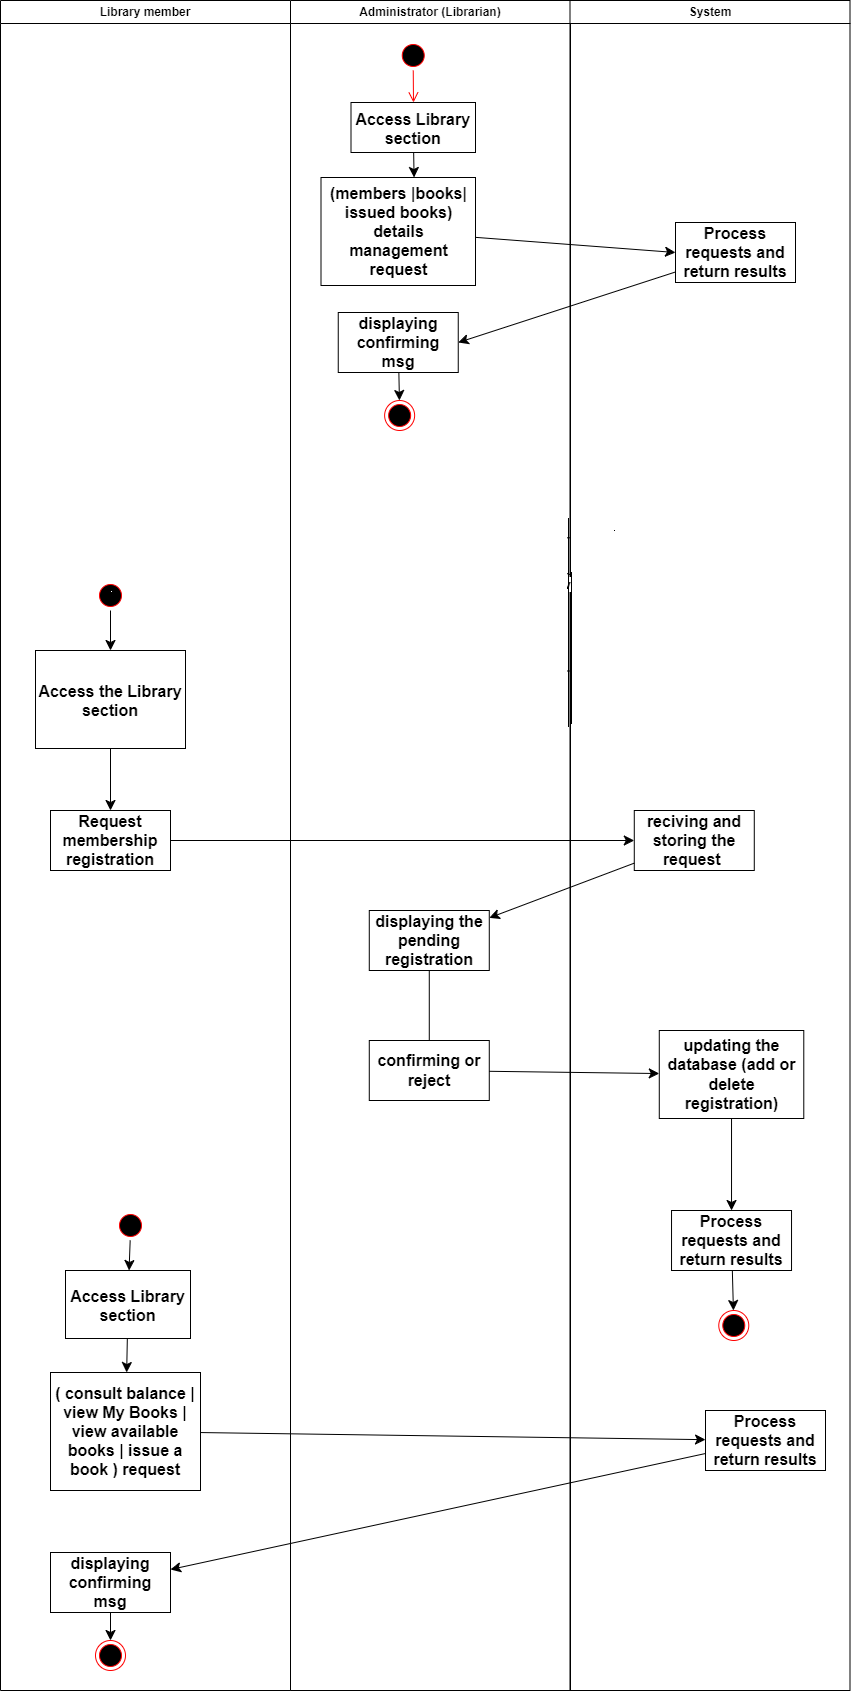 Library member
Administrator (Librarian)
System
Access Library
section
(members |books|
issued books)
details
management
request
Process
requests and
return results
displaying
confirming
msg
Access the Library
section
Request
membership
registration
reciving and
storing the
request
displaying the
pending
registration
confirming or
reject
updating the
database (add or
delete
registration)
Process
requests and
return results
Access Library
section
( consult balance |
view My Books |
view available
books | issue a
book ) request
Process
requests and
return results
displaying
confirming
msg